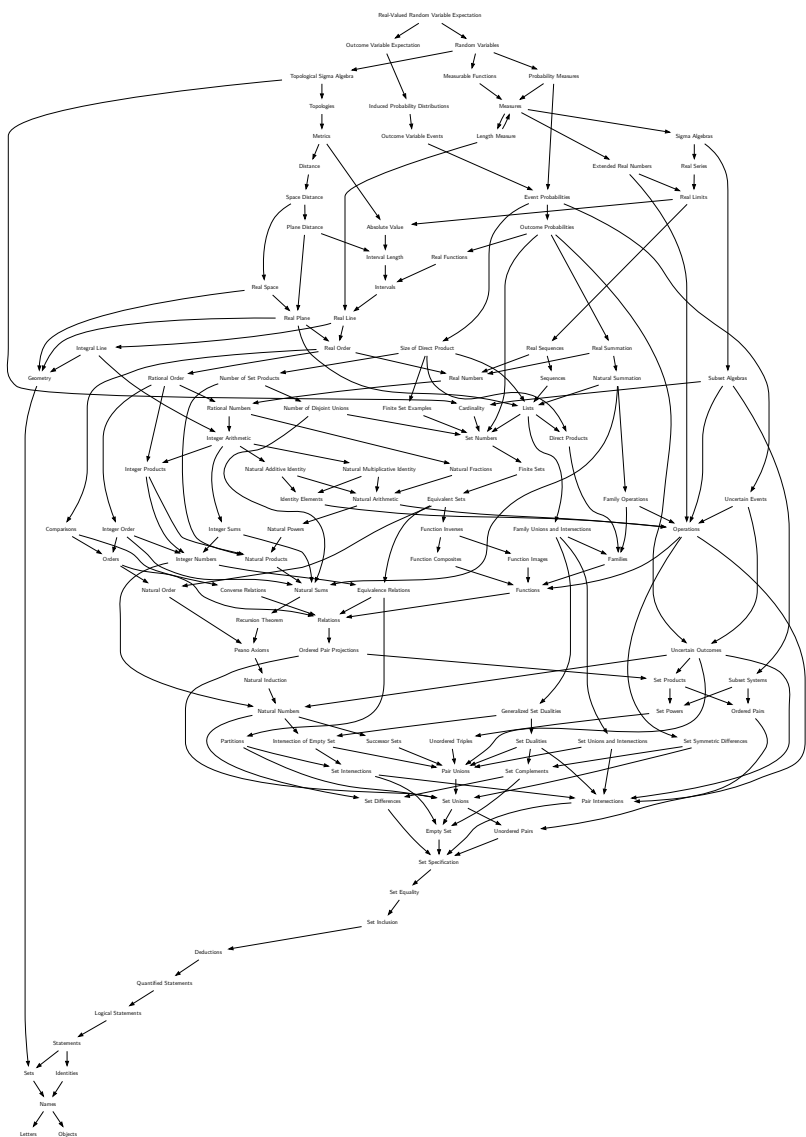 Real-Valued Random Variable Expectation
Outcome Variable Expectation Random Variables
Topological Sigma Algebra Measurable Functions Probability Measures
Topologies Induced Probability Distributions Measures
Metrics Outcome Variable Events Length Measure Sigma Algebras
Distance Extended Real Numbers Real Series
Space Distance Event Probabilities Real Limits
Plane Distance Absolute Value Outcome Probabilities
Interval Length Real Functions
Real Space Intervals
Real Plane Real Line
Integral Line Real Order Size of Direct Product Real Sequences Real Summation
Geometry Rational Order Number of Set Products Real Numbers Sequences Natural Summation Subset Algebras
Rational Numbers Number of Disjoint Unions Finite Set Examples Cardinality Lists
Integer Arithmetic Set Numbers Direct Products
Integer Products Natural Additive Identity Natural Multiplicative Identity Natural Fractions Finite Sets
Identity Elements Natural Arithmetic Equivalent Sets Family Operations Uncertain Events
Comparisons Integer Order Integer Sums Natural Powers Function Inverses Family Unions and Intersections Operations
Orders Integer Numbers Natural Products Function Composites Function Images Families
Natural Order Converse Relations Natural Sums Equivalence Relations Functions
Recursion Theorem Relations
Peano Axioms Ordered Pair Projections Uncertain Outcomes
Natural Induction Set Products Subset Systems
Natural Numbers Generalized Set Dualities Set Powers Ordered Pairs
Partitions Intersection of Empty Set Successor Sets Unordered Triples Set Dualities Set Unions and Intersections Set Symmetric Differences
Set Intersections Pair Unions Set Complements
Set Differences Set Unions Pair Intersections
Empty Set Unordered Pairs
Set Specification
Set Equality
Set Inclusion
Deductions
Quantified Statements
Logical Statements
Statements
Sets Identities
Names
Letters Objects